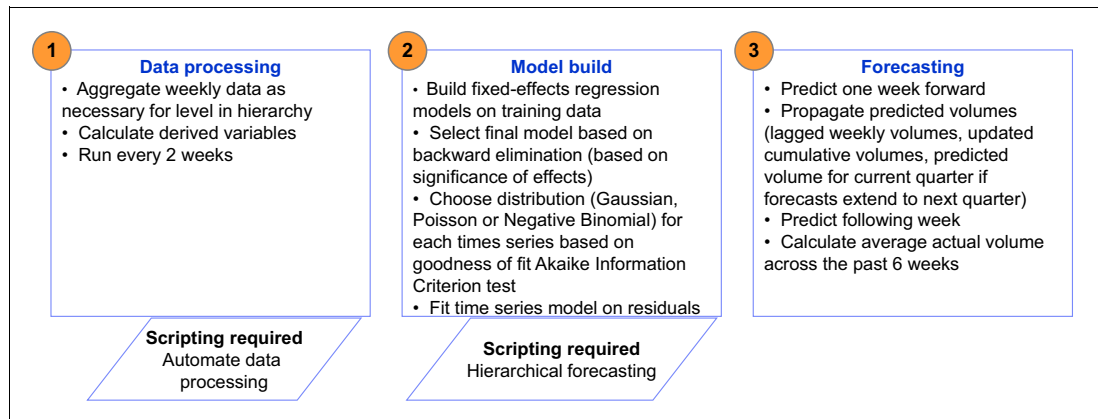 1
Data processing
• Aggregate weekly data as
necessary for level in hierarchy
• Calculate derived variables
• Run every 2 weeks
Scripting required
Automate data
processing
2
Model build
• Build fixed-effects regression
models on training data
• Select final model based on
backward elimination (based on
significance of effects)
• Choose distribution (Gaussian,
Poisson or Negative Binomial) for
each times series based on
goodness of fit Akaike Information
Criterion test
• Fit time series model on residuals
Scripting required
Hierarchical forecasting
3
Forecasting
• Predict one week forward
• Propagate predicted volumes
(lagged weekly volumes, updated
cumulative volumes, predicted
volume for current quarter if
forecasts extend to next quarter)
• Predict following week
• Calculate average actual volume
across the past 6 weeks